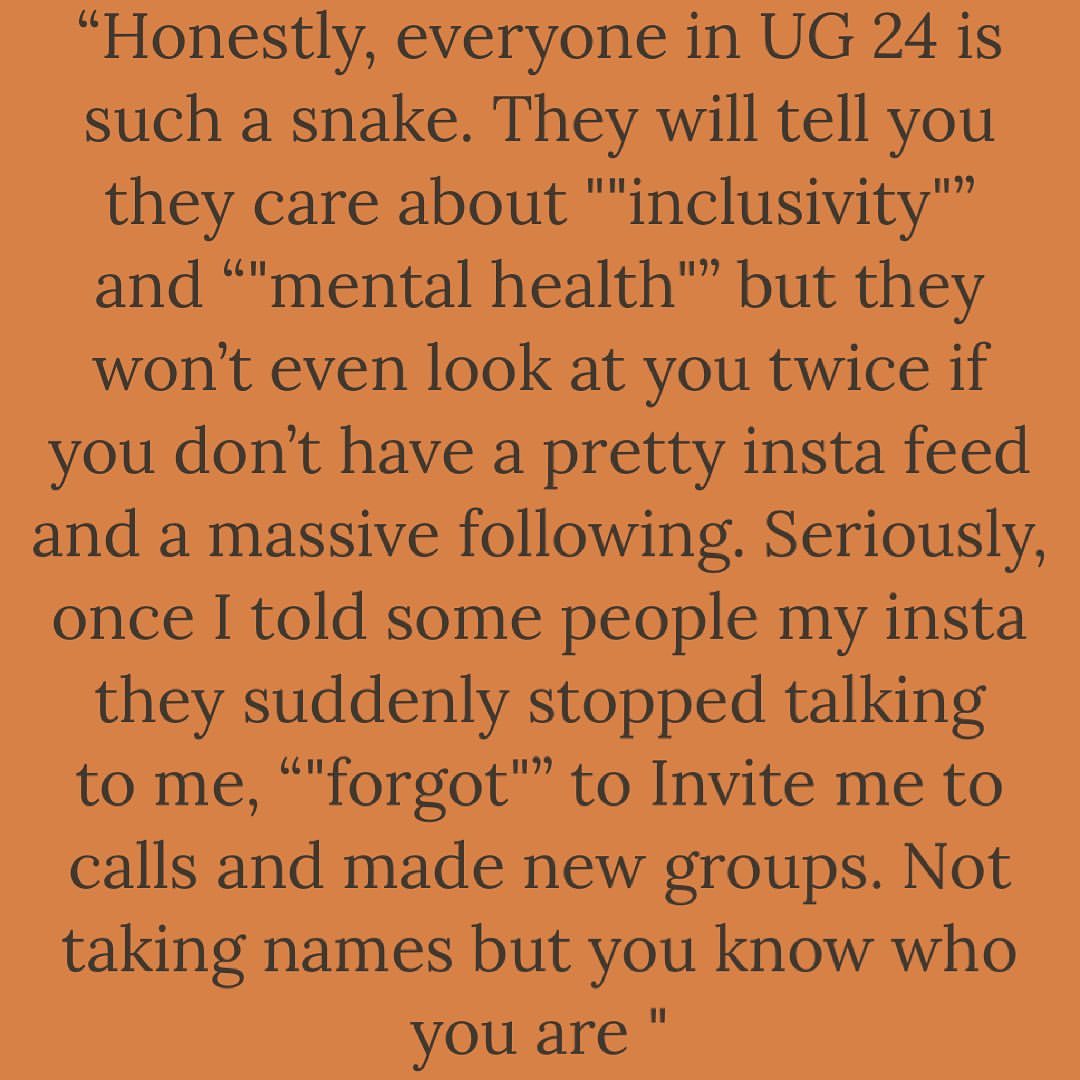 “Honestly, everyone in UG 24 is
such a snake. They will tell you
they care about ""inclusivity"”
and “"mental health"” but they
won’t even look at you twice if
you don’t have a pretty insta feed
and a massive following. Seriously,
once I told some people my insta
they suddenly stopped talking
to me, “"forgot"” to Invite me to
calls and made new groups. Not
taking names but you know who
you are "